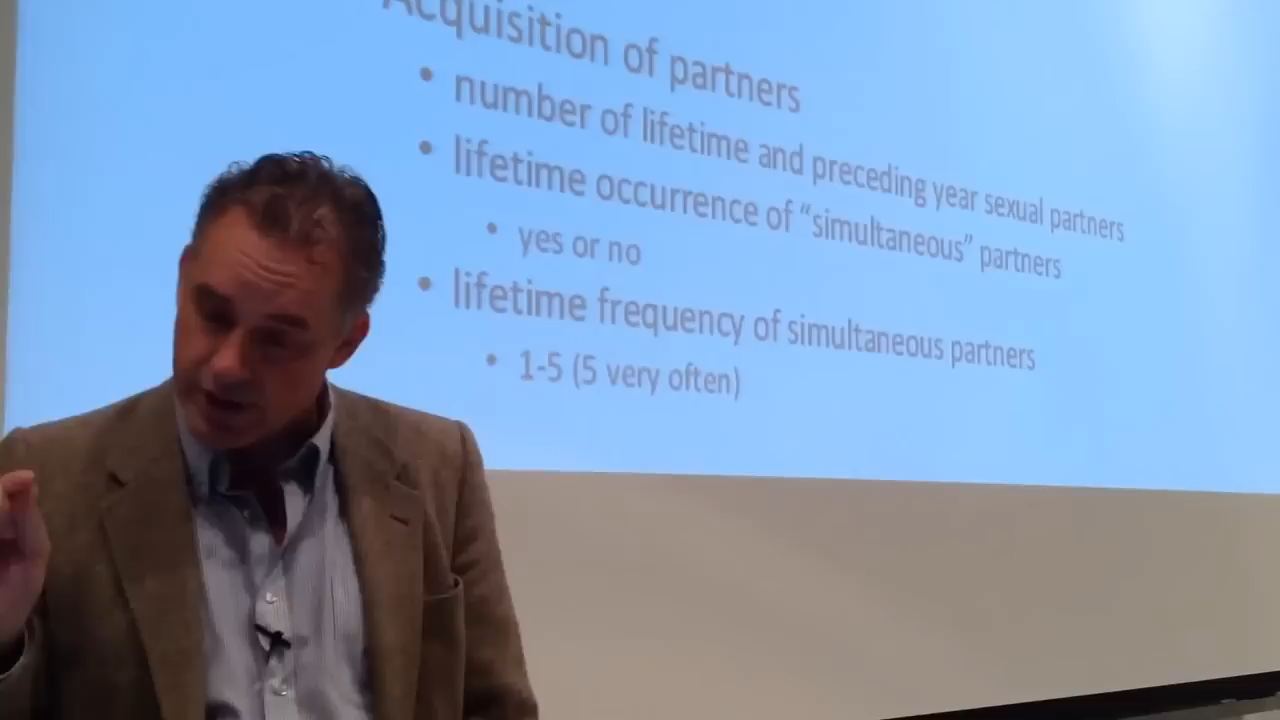 Acquisition of partners
• number of lifetime and preceding year sexual partners
• lifetime occurrence of “simultaneous” partners
• yes or no
• lifetime frequency of simultaneous partners
• 1-5 (5 very often)